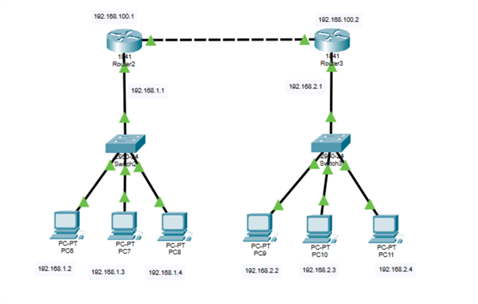 192.168.100.1
192.168.100.2
1841
Router2
1841
Router3
192.168.1.1
192.168.2.1
2950-24
Switch2
2950-24
Switch3
PC-PT
PC6
PC-PT
PC7
PC-PT
PC8
PC-PT
PC9
PC-PT
PC10
PC-PT
PC11
192.168.1.2
192.168.1.3
192.168.1.4
192.168.2.2
192.168.2.3
192.168.2.4